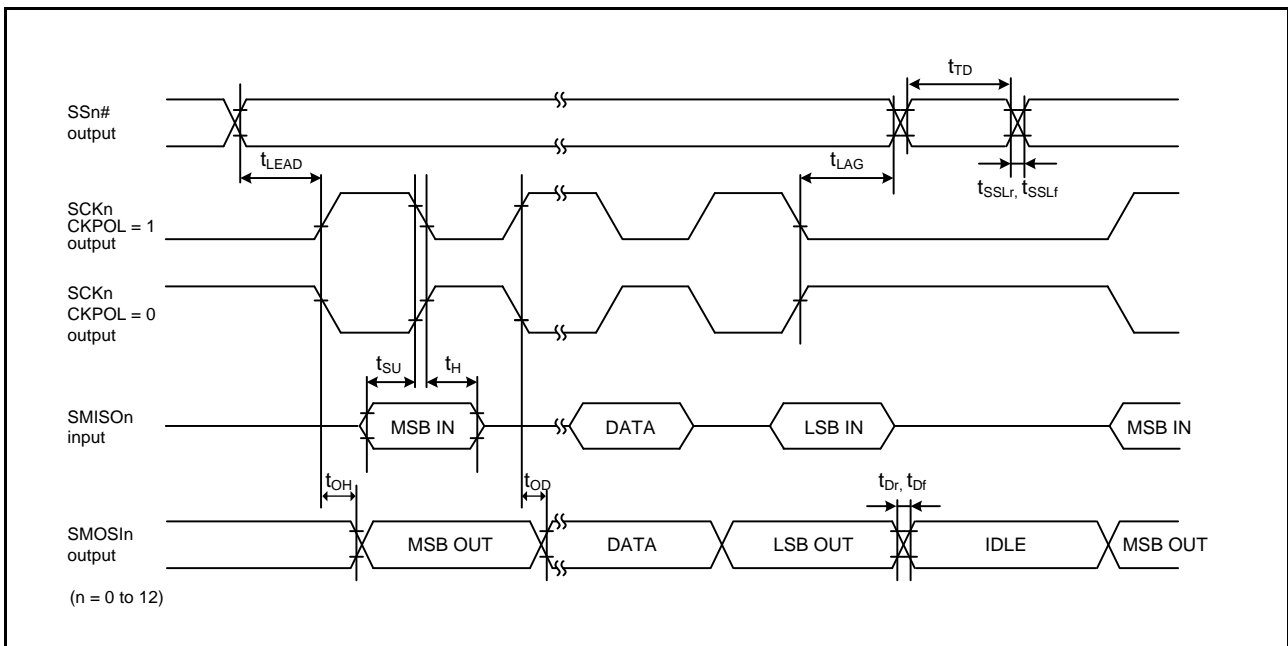 tTD
SSn#
output
tLEAD
tLAG
tSSLr, tSSLf
SCKn
CKPOL = 1
output
SCKn
CKPOL = 0
output
tSU
tH
SMISOn
input
MSB IN
DATA
LSB IN
MSB IN
tOH
tOD
tDr, tDf
SMOSIn
output
MSB OUT
DATA
LSB OUT
IDLE
MSB OUT
(n = 0 to 12)